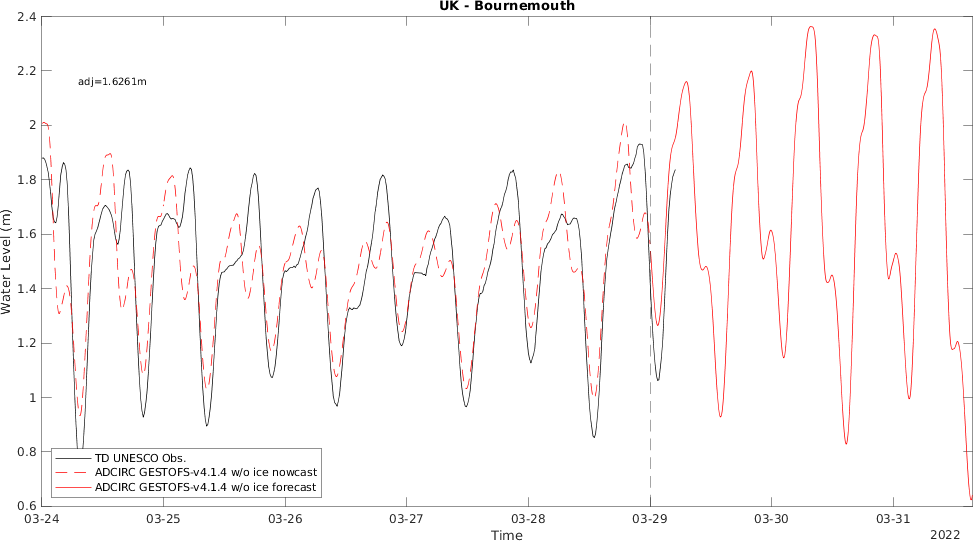 UK - Bournemouth
2.4
2.2
adj=1.6261m
2
1.8
1.6
Water Level (m)
1.4
1.2
1
0.8
TD UNESCO Obs.
ADCIRC GESTOFS-v4.1.4 w/o ice nowcast
ADCIRC GESTOFS-v4.1.4 w/o ice forecast
0.6
03-24 03-25 03-26 03-27 03-28 03-29 03-30 03-31
Time
2022